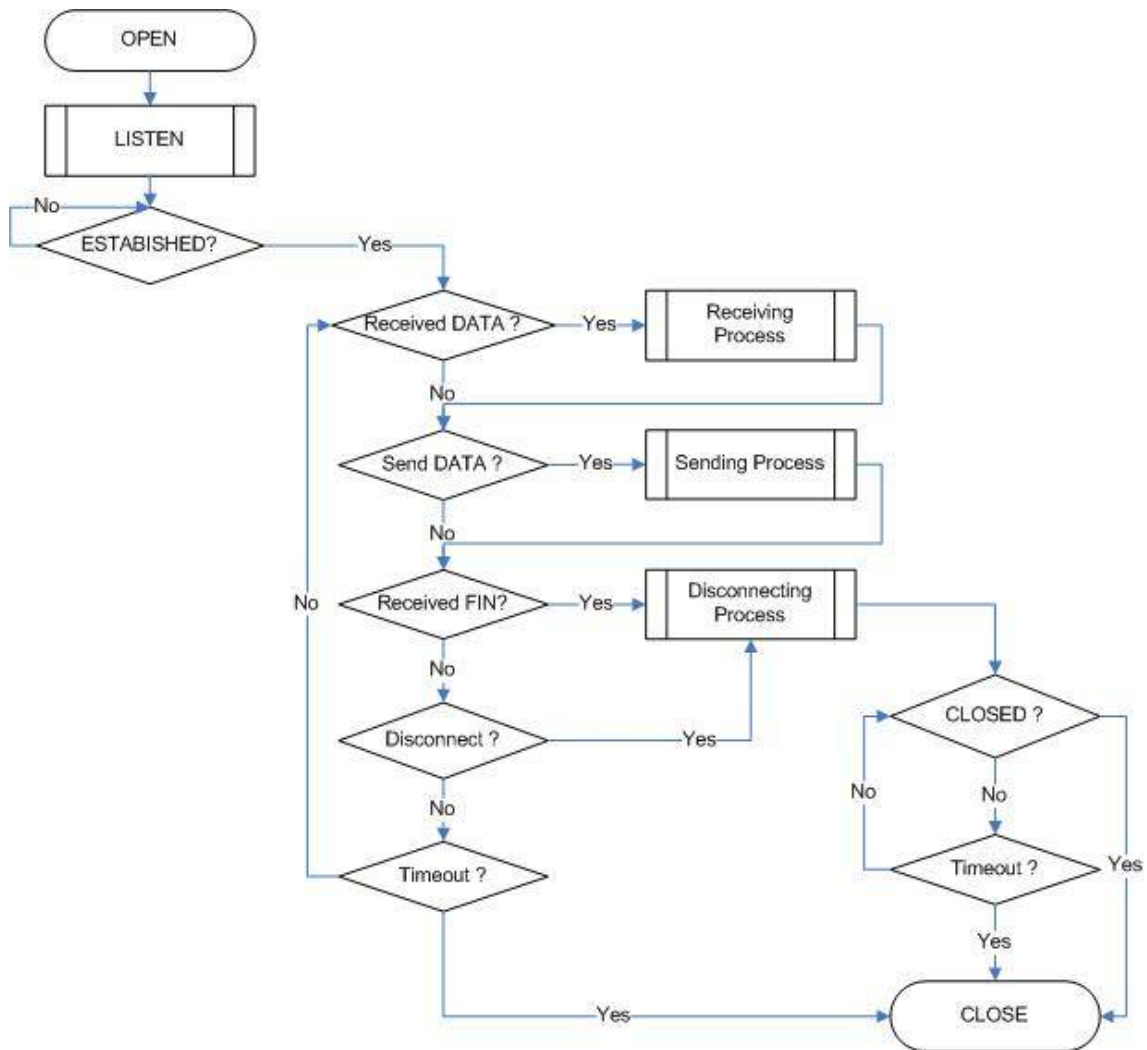 OPEN
LISTEN
No
ESTABISHED?
Yes
Received DATA ?
Yes
Receiving
Process
No
Send DATA ?
Yes
Sending Process
No
Received FIN?
Yes
Disconnecting
Process
No
No
Disconnect ?
Yes
CLOSED ?
No
No
No
Timeout ?
Timeout ?
Yes
Yes
Yes
CLOSE